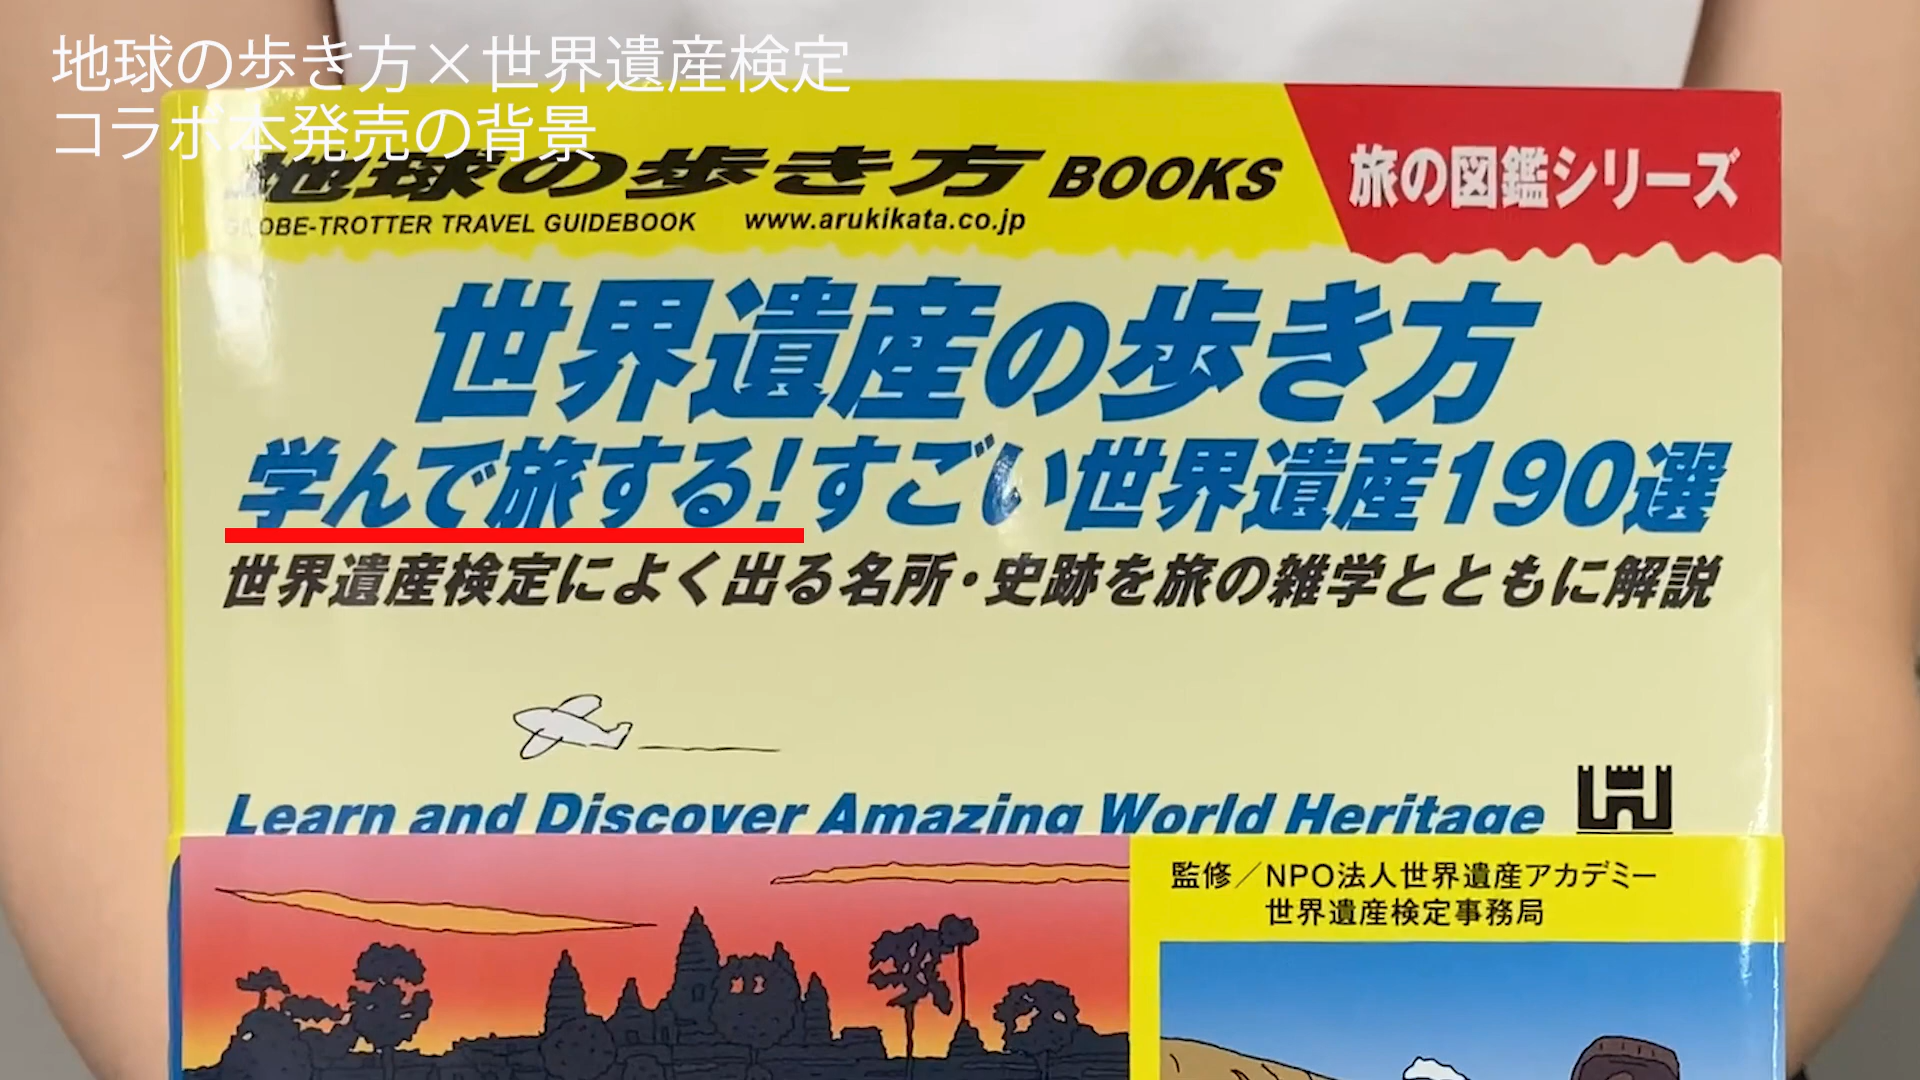 地球の歩き方×世界遺産検定
コラボ本発売の背景
地球の歩き方 BOOKS
旅の図鑑シリーズ
GLOBE-TROTTER TRAVEL GUIDEBOOK www.arukikata.co.jp
世界遺産の歩き方
学んで旅する!すごい世界遺産190選
世界遺産検定によく出る名所・史跡を旅の雑学とともに解説
Learn and Discover Amazing World Heritage
監修/NPO法人世界遺産アカデミー
世界遺産検定事務局